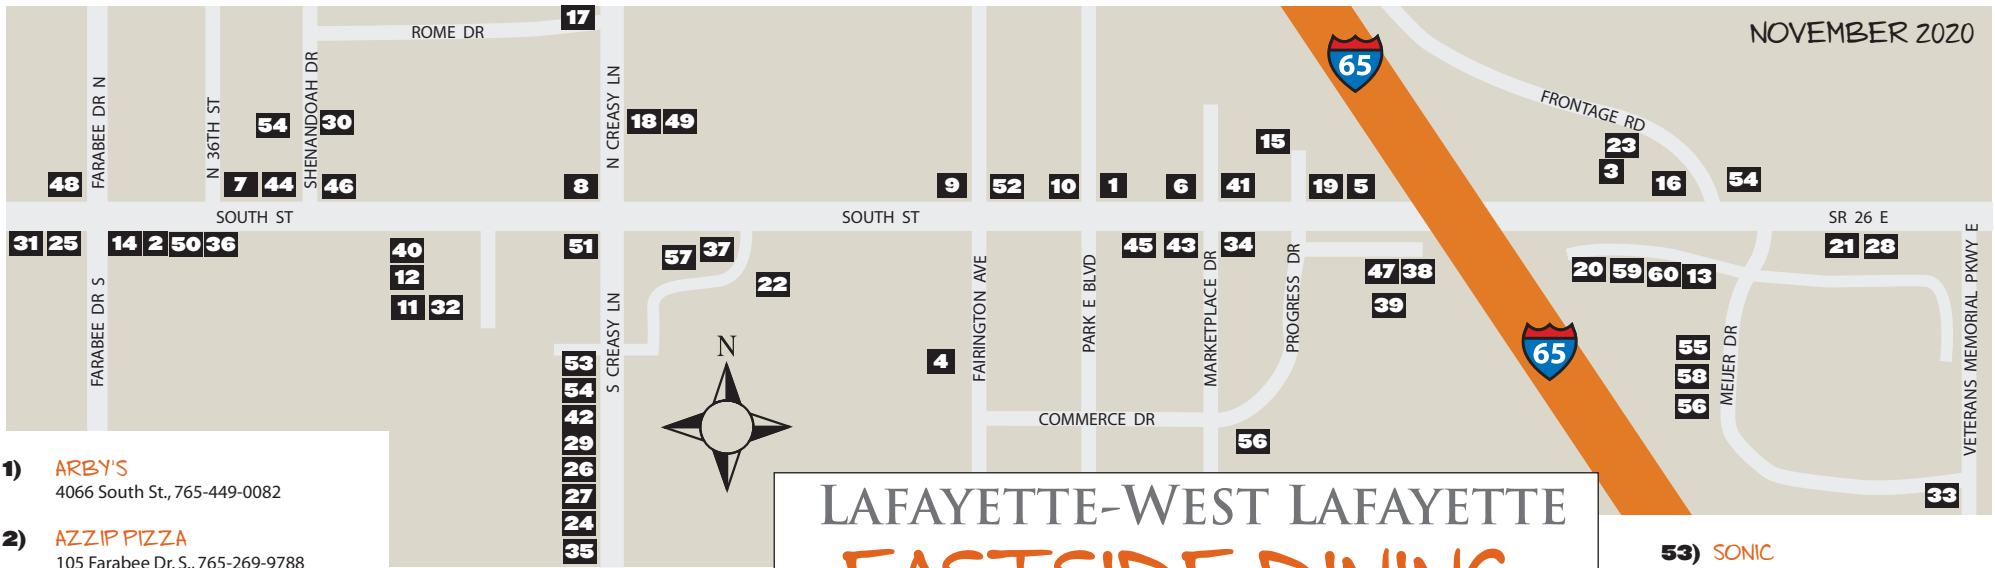 NOVEMBER 2020
17
ROME DR
65
FARABEE DR N
N 36TH ST
SHENANDOAH DR
N CREASY LN
FRONTAGE RD
54
30
18 49
15
23
3
16
54
48
7 44
46
8
9
52
10
1
6
41
19 5
SOUTH ST
SOUTH ST
SR 26 E
31 25
14 2 50 36
40
12
11 32
51
57
37
22
45 43
34
47 38
39
20 59 60 13
21 28
FARABEE DR S
S CREASY LN
FAIRINGTON AVE
PARK E BLVD
MARKETPLACE DR
PROGRESS DR
MEIJER DR
VETERANS MEMORIAL PKWY E
N
4
65
55
58
56
53
54
42
29
26
27
24
35
COMMERCE DR
56
33
1) ARBY'S
4066 South St., 765-449-0082
2) AZZIP PIZZA
105 Farabee Dr. S., 765-269-9788
LAFAYETTE-WEST LAFAYETTE
EASTSIDE DINING
53) SONIC